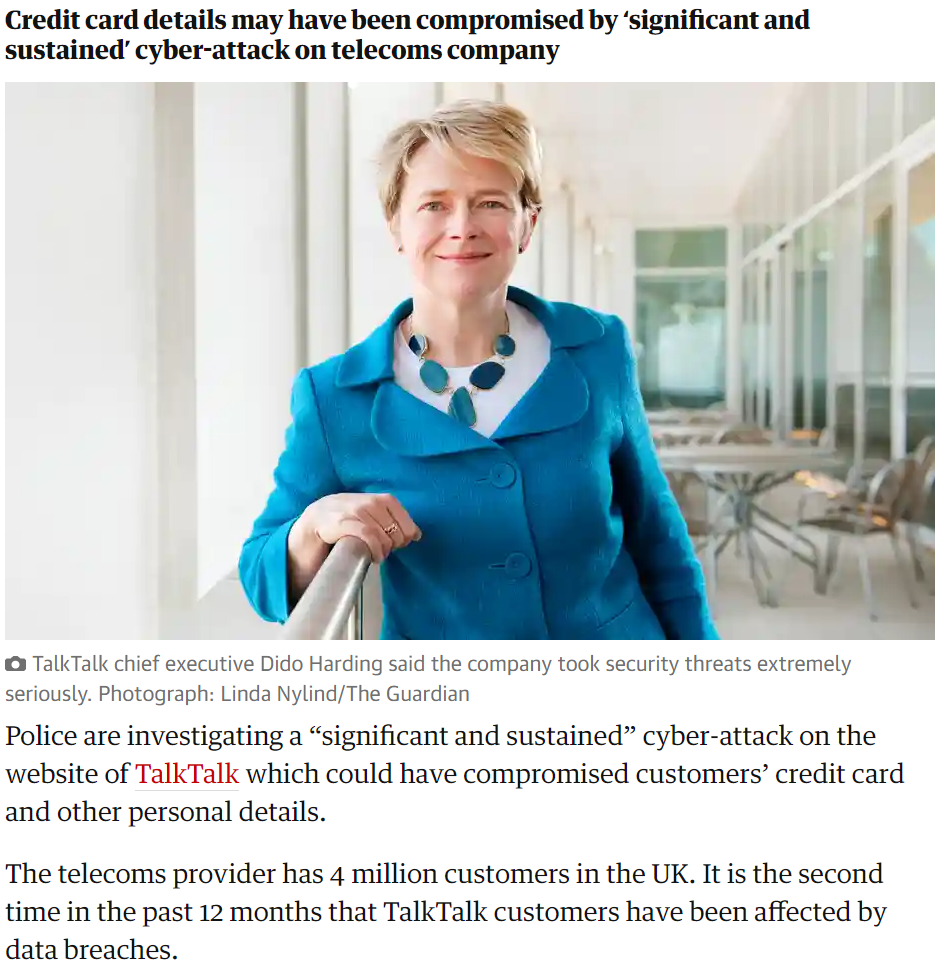 Credit card details may have been compromised by ‘significant and
sustained’ cyber-attack on telecoms company
TalkTalk chief executive Dido Harding said the company took security threats extremely
seriously. Photograph: Linda Nylind/The Guardian
Police are investigating a “significant and sustained” cyber-attack on the
website of TalkTalk which could have compromised customers’ credit card
and other personal details.
The telecoms provider has 4 million customers in the UK. It is the second
time in the past 12 months that TalkTalk customers have been affected by
data breaches.